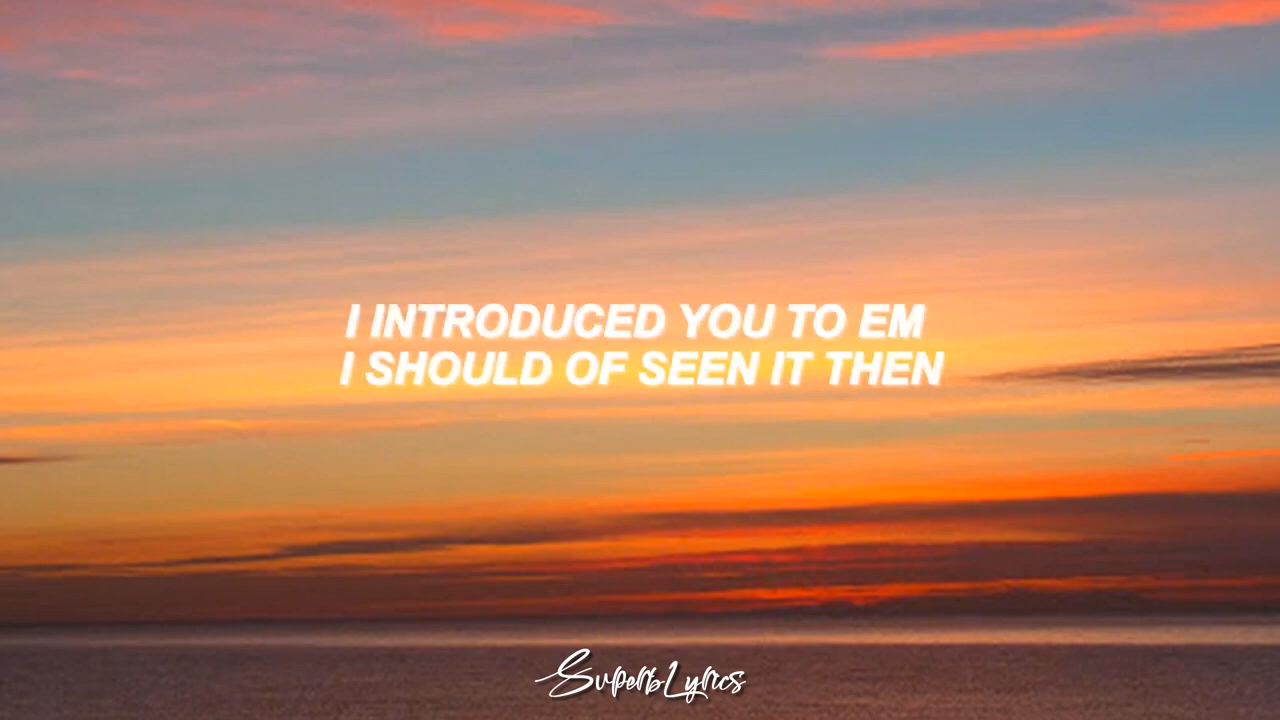 I INTRODUCED YOU TO EM
I SHOULD OF SEEN IT THEN
SuperbLyrics